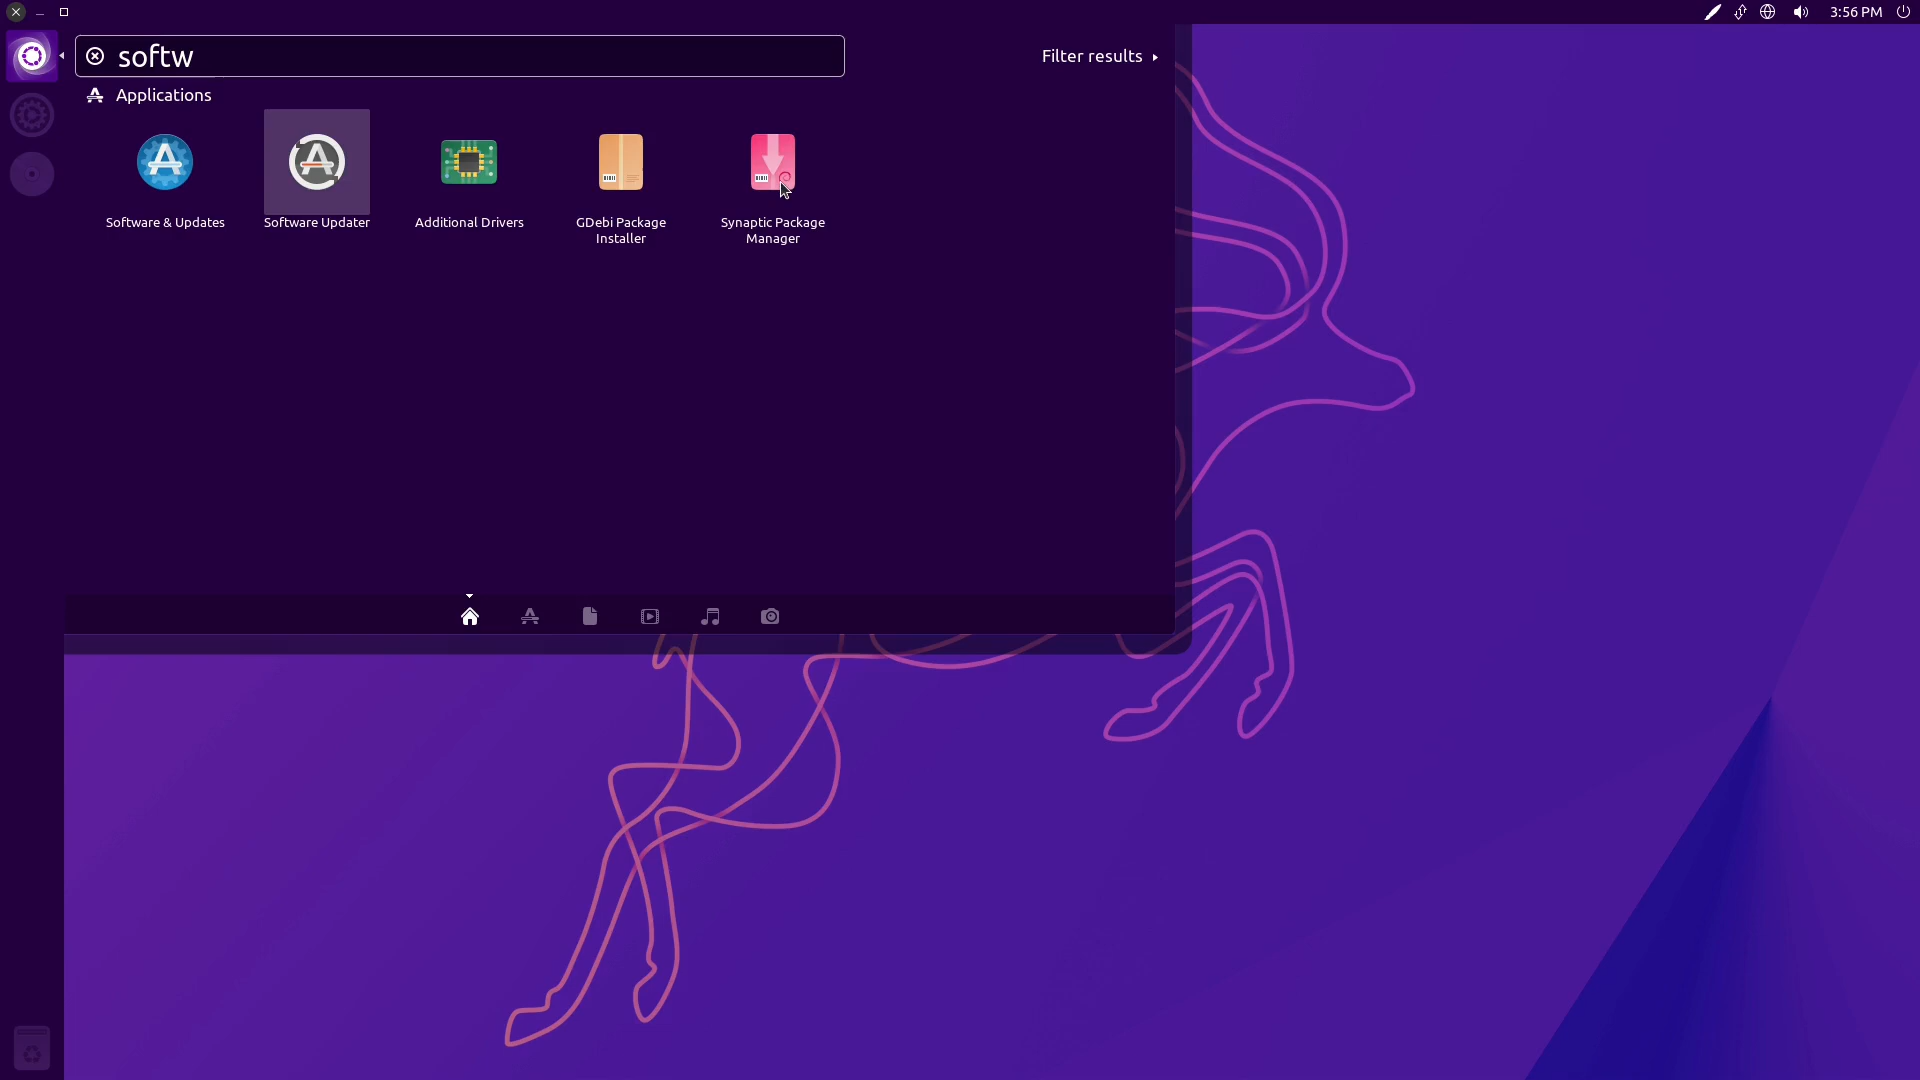 3:56 PM
softw
Filter results
Applications
Software & Updates
Software Updater
Additional Drivers
GDebi Package
Installer
Synaptic Package
Manager